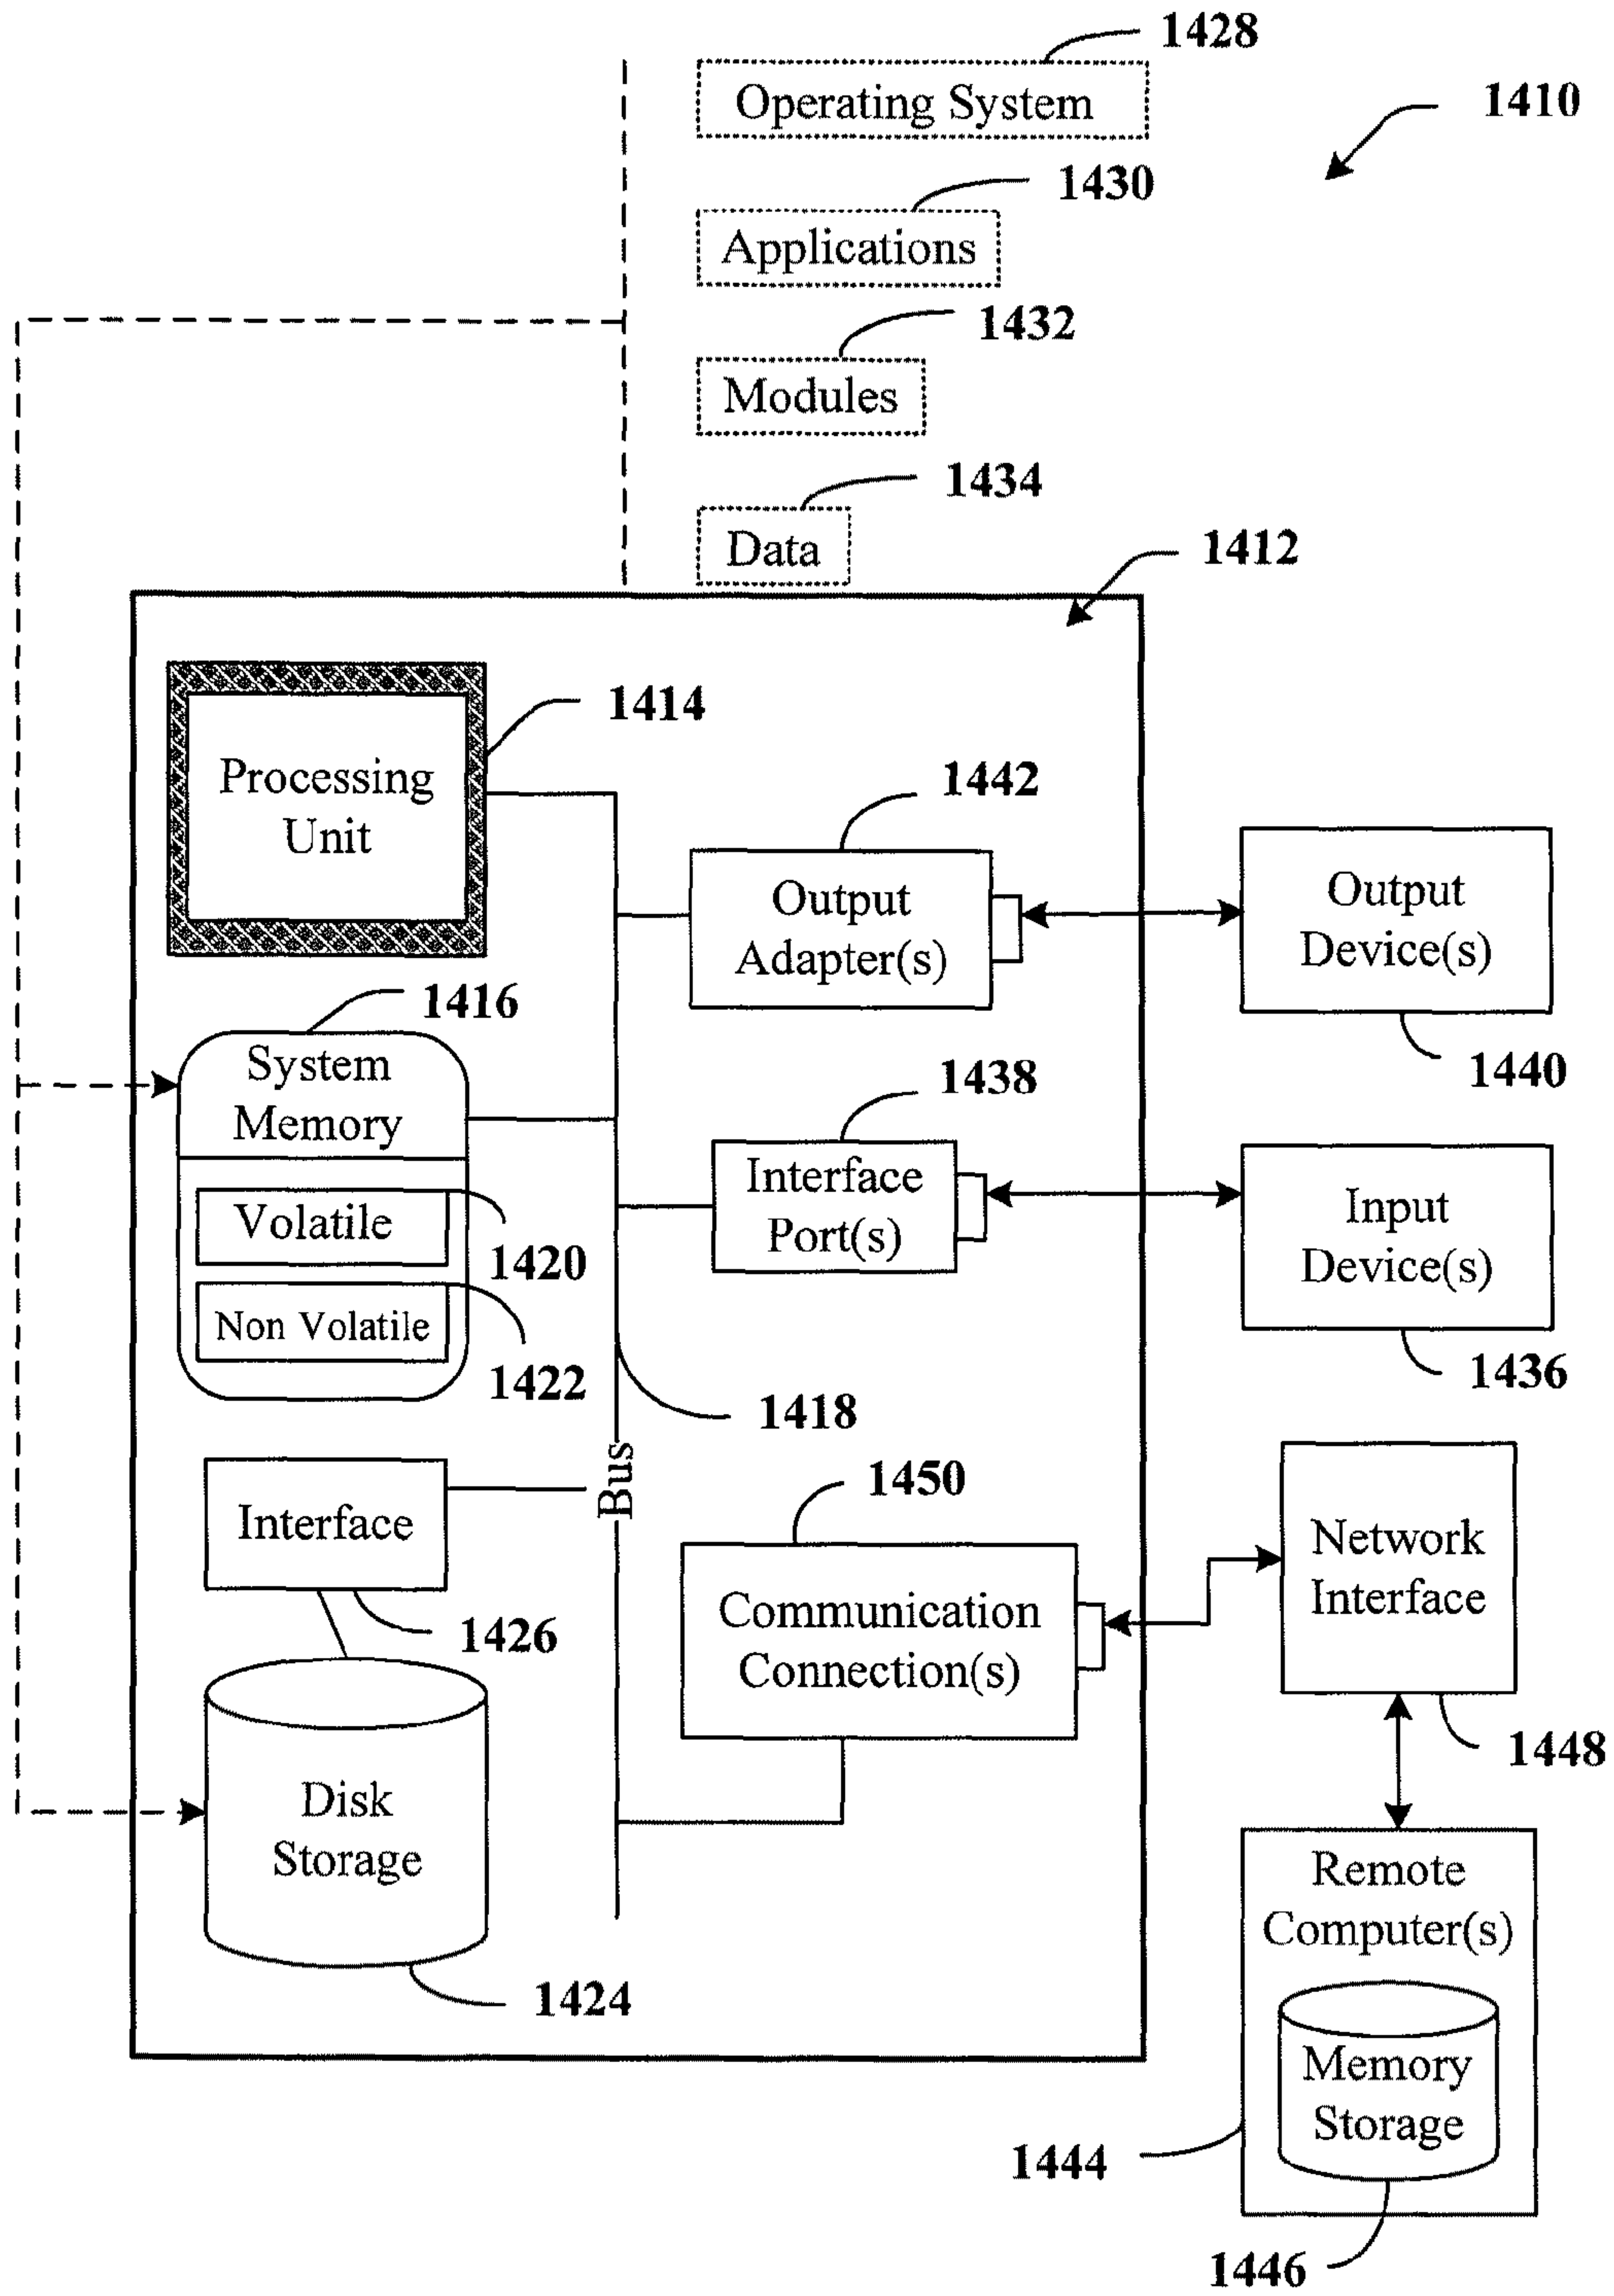 1428
Operating System
1410
1430
Applications
1432
Modules
1434
Data
1412
1414
Processing
Unit
1442
Output
Adapter(s)
Output
Device(s)
1440
1416
System
Memory
1438
Interface
Port(s)
Input
Device(s)
1436
Volatile
1420
Non Volatile
1422
1418
Bus
1450
Interface
1426
Communication
Connection(s)
Network
Interface
1448
Disk
Storage
1424
Remote
Computer(s)
Memory
Storage
1444
1446